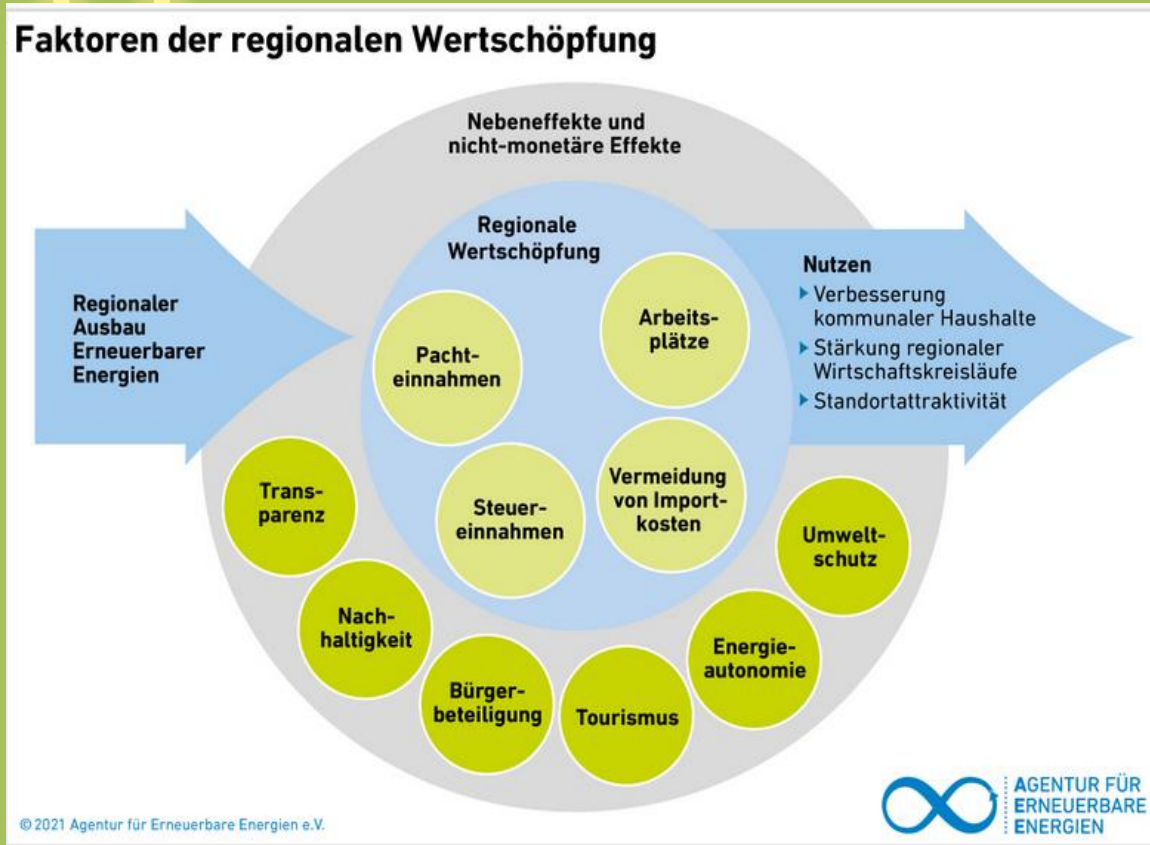 Faktoren der regionalen Wertschöpfung
Nebeneffekte und
nicht-monetäre Effekte
Regionaler
Ausbau
Erneuerbarer
Energien
Regionale
Wertschöpfung
Pacht-
einnahmen
Arbeits-
plätze
Steuer-
einnahmen
Vermeidung
von Import-
kosten
Nutzen
Verbesserung
kommunaler Haushalte
Stärkung regionaler
Wirtschaftskreisläufe
Standortattraktivität
Trans-
parenz
Nach-
haltigkeit
Bürger-
beteiligung
Tourismus
Energie-
autonomie
Umwelt-
schutz
© 2021 Agentur für Erneuerbare Energien e.V.
AGENTUR FÜR
ERNEUERBARE
ENERGIEN